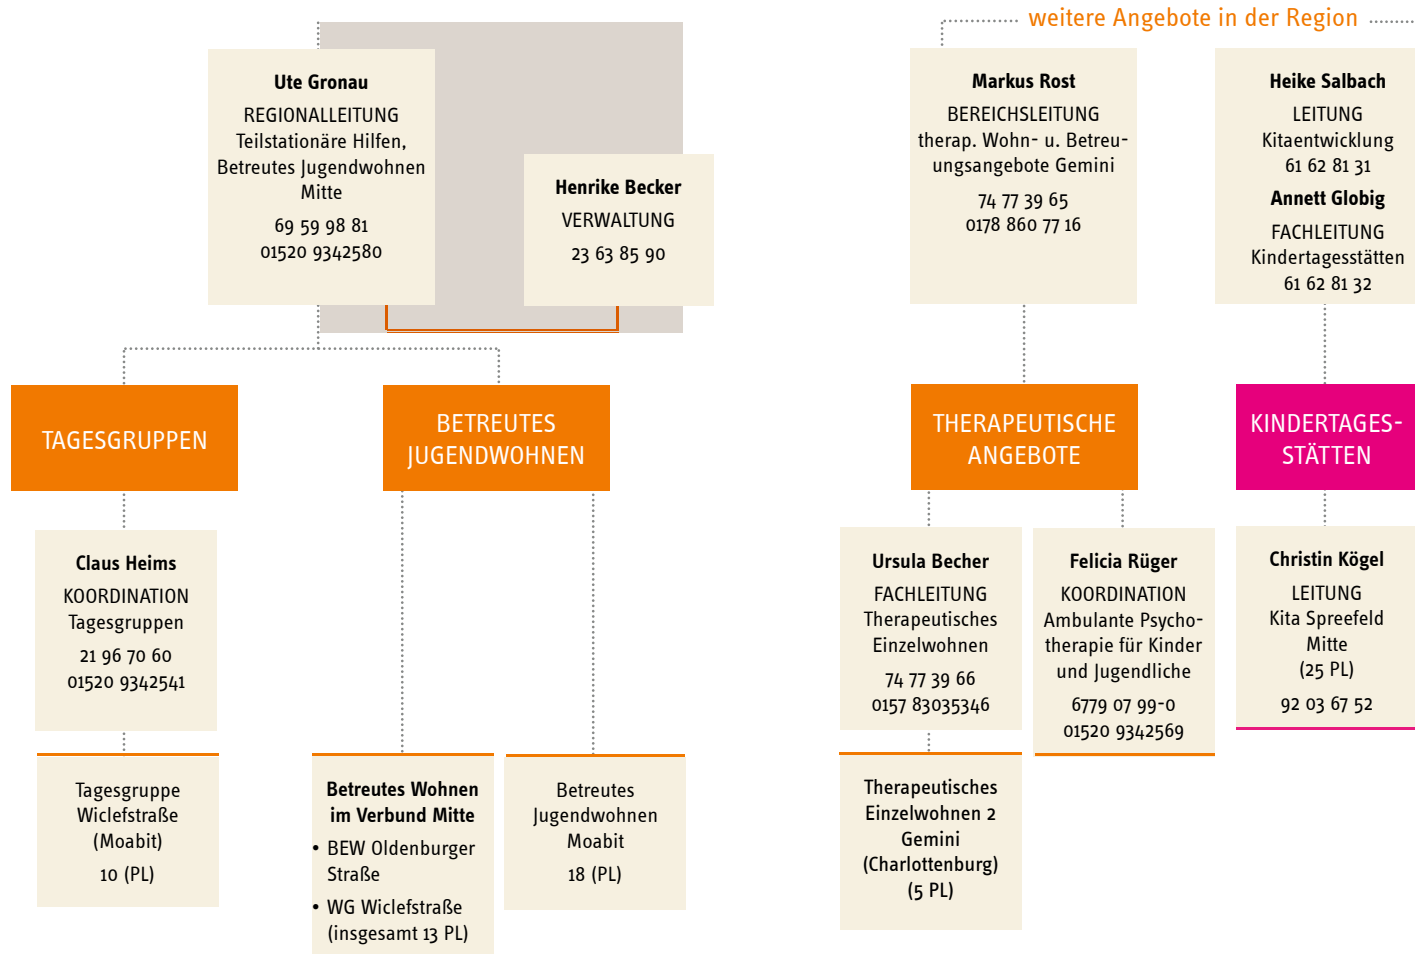 weitere Angebote in der Region
Ute Gronau
REGIONALLEITUNG
Teilstationäre Hilfen,
Betreutes Jugendwohnen
Mitte
69 59 98 81
01520 9342580
Henrike Becker
VERWALTUNG
23 63 85 90
Markus Rost
BEREICHSLEITUNG
therap. Wohn- u. Betreu-
ungsangebote Gemini
74 77 39 65
0178 860 77 16
Heike Salbach
LEITUNG
Kitaentwicklung
61 62 81 31
Annett Globig
FACHLEITUNG
Kindertagesstätten
61 62 81 32
TAGESGRUPPEN
BETREUTES
JUGENDWOHNEN
THERAPEUTISCHE
ANGEBOTE
KINDERTAGES-
STÄTTEN
Claus Heims
KOORDINATION
Tagesgruppen
21 96 70 60
01520 9342541
Ursula Becher
FACHLEITUNG
Therapeutisches
Einzelwohnen
74 77 39 66
0157 83035346
Felicia Rüger
KOORDINATION
Ambulante Psycho-
therapie für Kinder
und Jugendliche
6779 07 99-0
01520 9342569
Christin Kögel
LEITUNG
Kita Spreefeld
Mitte
(25 PL)
92 03 67 52
Tagesgruppe
Wiclefstraße
(Moabit)
10 (PL)
Betreutes Wohnen
im Verbund Mitte
• BEW Oldenburger
Straße
• WG Wiclefstraße
(insgesamt 13 PL)
Betreutes
Jugendwohnen
Moabit
18 (PL)
Therapeutisches
Einzelwohnen 2
Gemini
(Charlottenburg)
(5 PL)